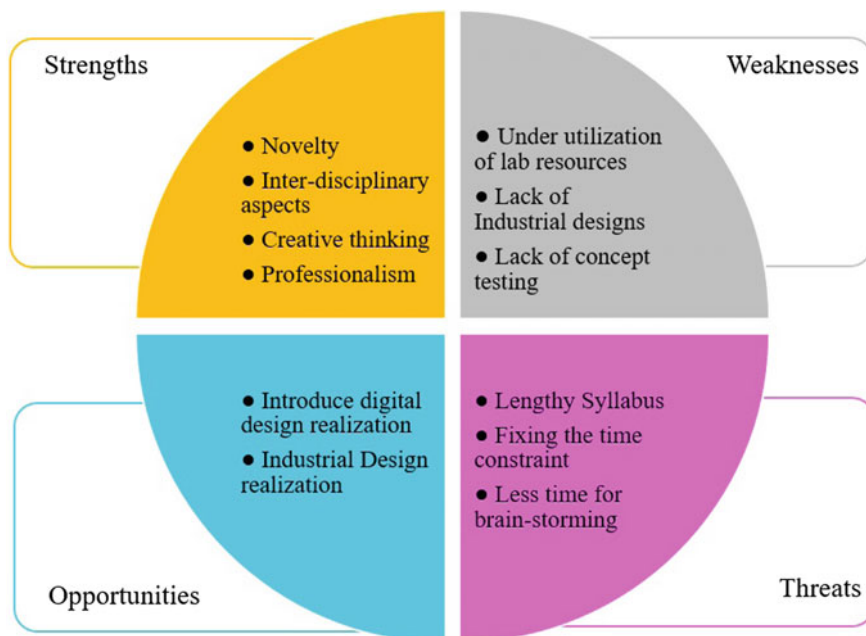 Strengths
● Novelty
● Inter-disciplinary
aspects
● Creative thinking
● Professionalism
Weaknesses
● Under utilization
of lab resources
● Lack of
Industrial designs
● Lack of concept
testing
● Introduce digital
design realization
● Industrial Design
realization
Opportunities
● Lengthy Syllabus
● Fixing the time
constraint
● Less time for
brain-storming
Threats